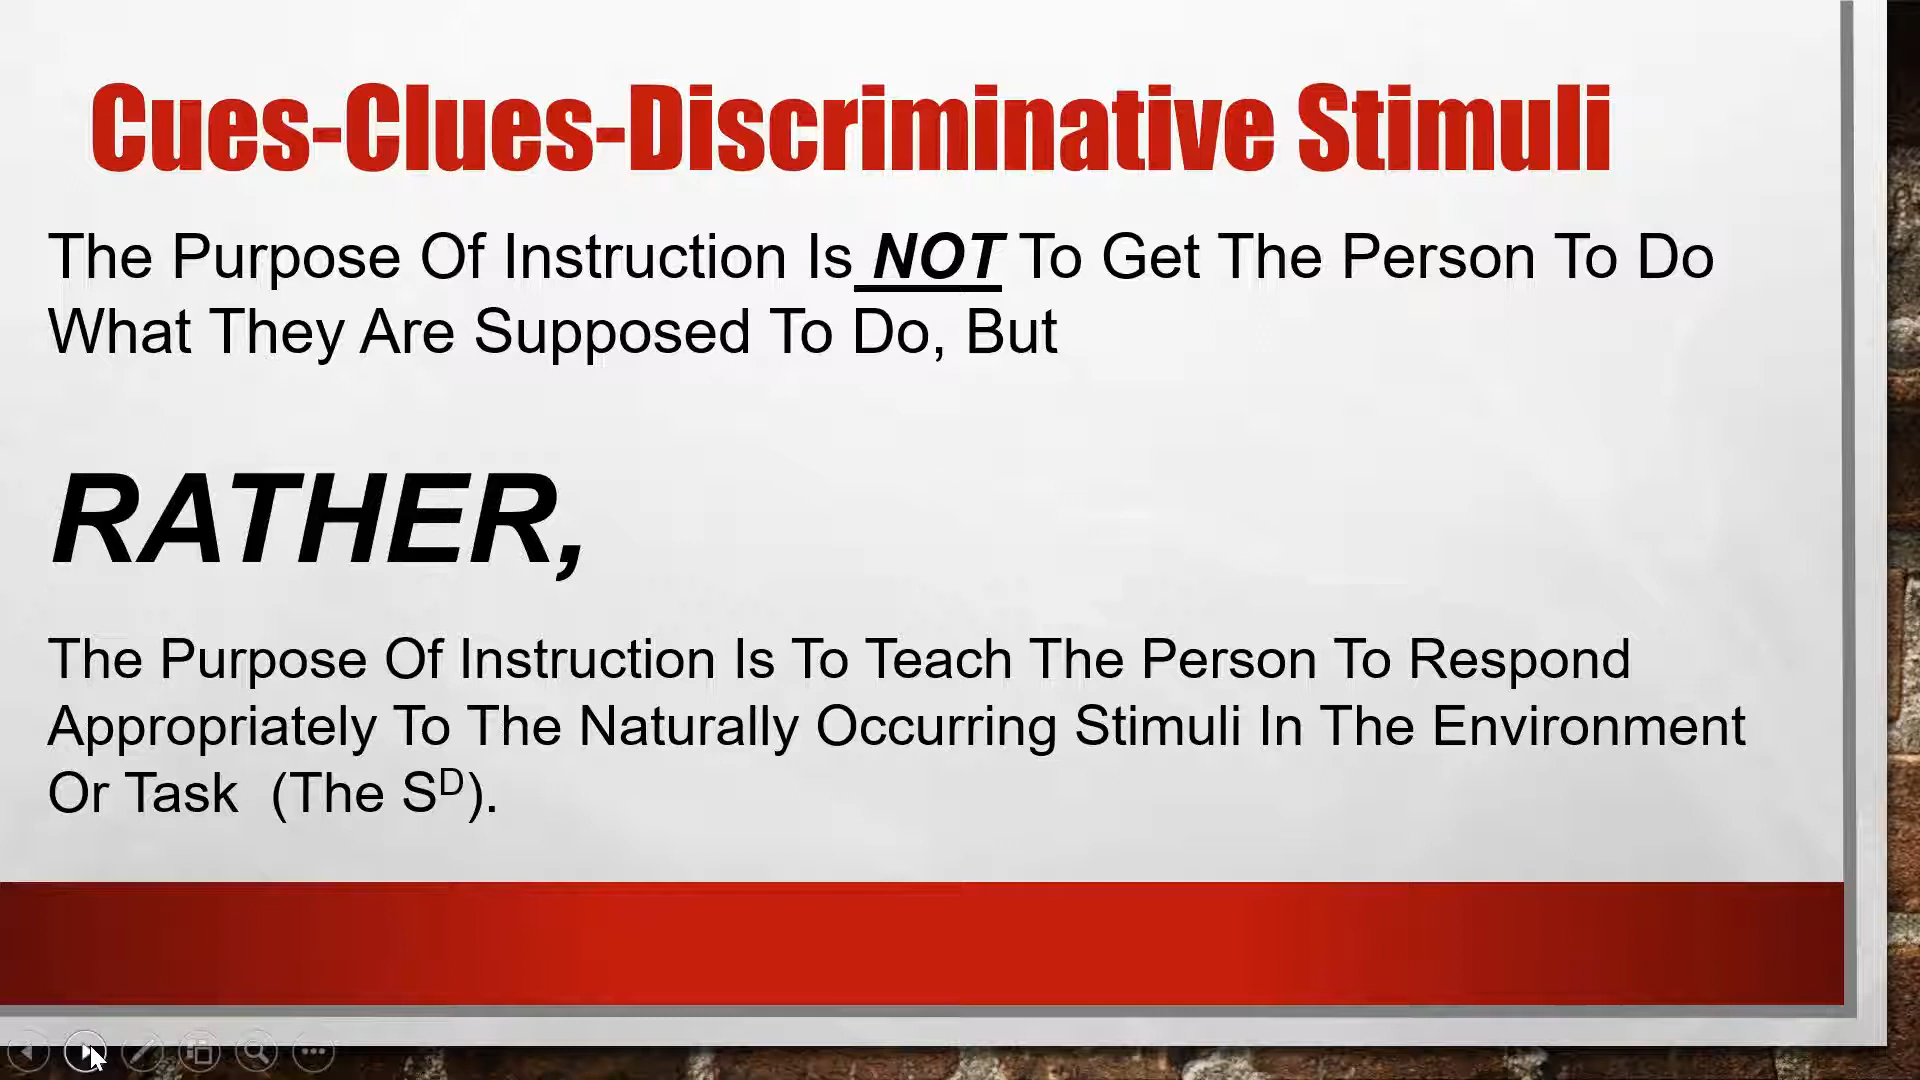 Cues-Clues-Discriminative Stimuli
The Purpose Of Instruction Is NOT To Get The Person To Do
What They Are Supposed To Do, But
RATHER,
The Purpose Of Instruction Is To Teach The Person To Respond
Appropriately To The Naturally Occurring Stimuli In The Environment
Or Task (The Sᴰ).